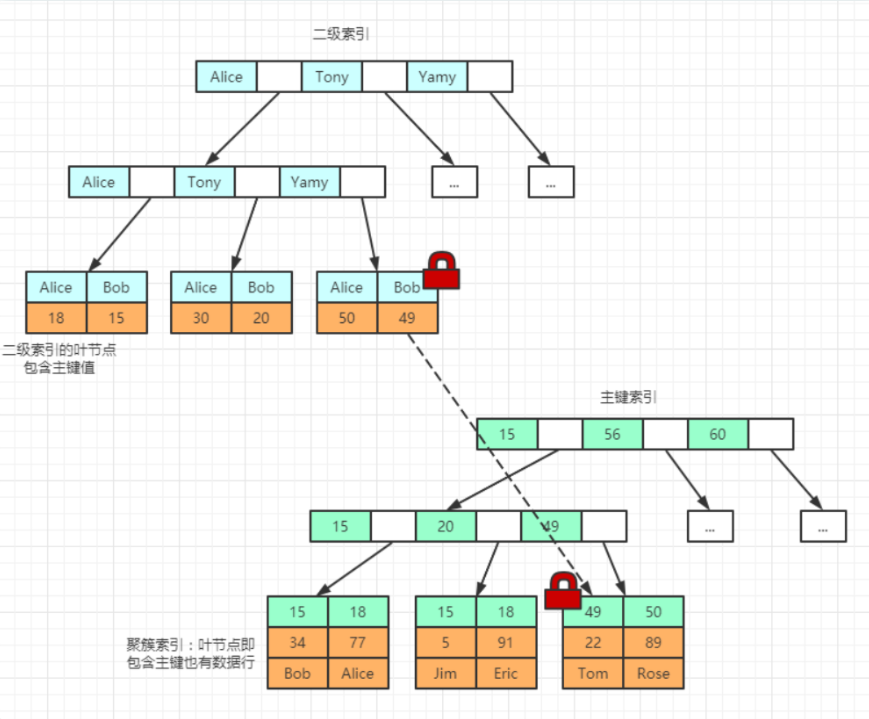 二级索引
Alice Tony Yamy
Alice Tony Yamy ... ...
Alice Bob Alice Bob Alice Bob
18 15 30 20 50 49
二级索引的叶节点
包含主键值
主键索引
15 56 60
15 20 49 ... ...
15 18 15 18 49 50
34 77 5 91 22 89
Bob Alice Jim Eric Tom Rose
聚簇索引：叶节点即
包含主键也有数据行